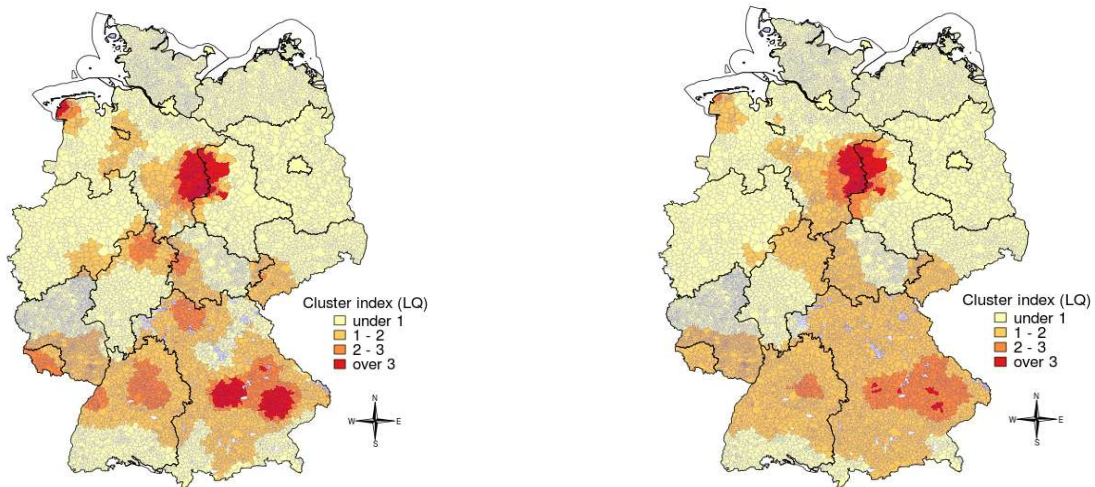 Cluster index (LQ)
under 1
1 - 2
2 - 3
over 3
N
W E
S
Cluster index (LQ)
under 1
1 - 2
2 - 3
over 3
N
W E
S